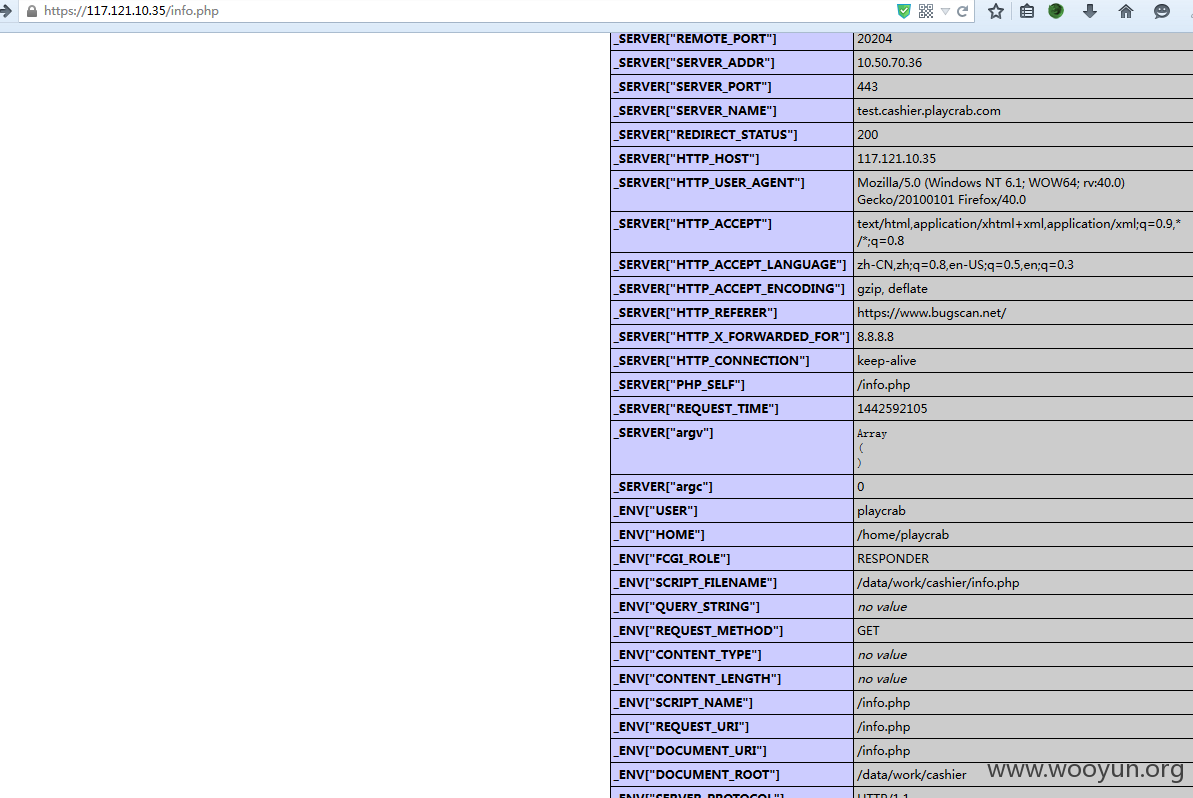 https://117.121.10.35/info.php
_SERVER["REMOTE_PORT"] 20204
_SERVER["SERVER_ADDR"] 10.50.70.36
_SERVER["SERVER_PORT"] 443
_SERVER["SERVER_NAME"] test.cashier.playcrab.com
_SERVER["REDIRECT_STATUS"] 200
_SERVER["HTTP_HOST"] 117.121.10.35
_SERVER["HTTP_USER_AGENT"] Mozilla/5.0 (Windows NT 6.1; WOW64; rv:40.0)
Gecko/20100101 Firefox/40.0
_SERVER["HTTP_ACCEPT"] text/html,application/xhtml+xml,application/xml;q=0.9,*
/*;q=0.8
_SERVER["HTTP_ACCEPT_LANGUAGE"] zh-CN,zh;q=0.8,en-US;q=0.5,en;q=0.3
_SERVER["HTTP_ACCEPT_ENCODING"] gzip, deflate
_SERVER["HTTP_REFERER"] https://www.bugscan.net/
_SERVER["HTTP_X_FORWARDED_FOR"] 8.8.8.8
_SERVER["HTTP_CONNECTION"] keep-alive
_SERVER["PHP_SELF"] /info.php
_SERVER["REQUEST_TIME"] 1442592105
_SERVER["argv"] Array
(
)
_SERVER["argc"] 0
_ENV["USER"] playcrab
_ENV["HOME"] /home/playcrab
_ENV["FCGI_ROLE"] RESPONDER
_ENV["SCRIPT_FILENAME"] /data/work/cashier/info.php
_ENV["QUERY_STRING"] no value
_ENV["REQUEST_METHOD"] GET
_ENV["CONTENT_TYPE"] no value
_ENV["CONTENT_LENGTH"] no value
_ENV["SCRIPT_NAME"] /info.php
_ENV["REQUEST_URI"] /info.php
_ENV["DOCUMENT_URI"] /info.php
_ENV["DOCUMENT_ROOT"] /data/work/cashier
www.wooyun.org
_ENV["SERVER_PROTOCOL"] HTTP/1.1